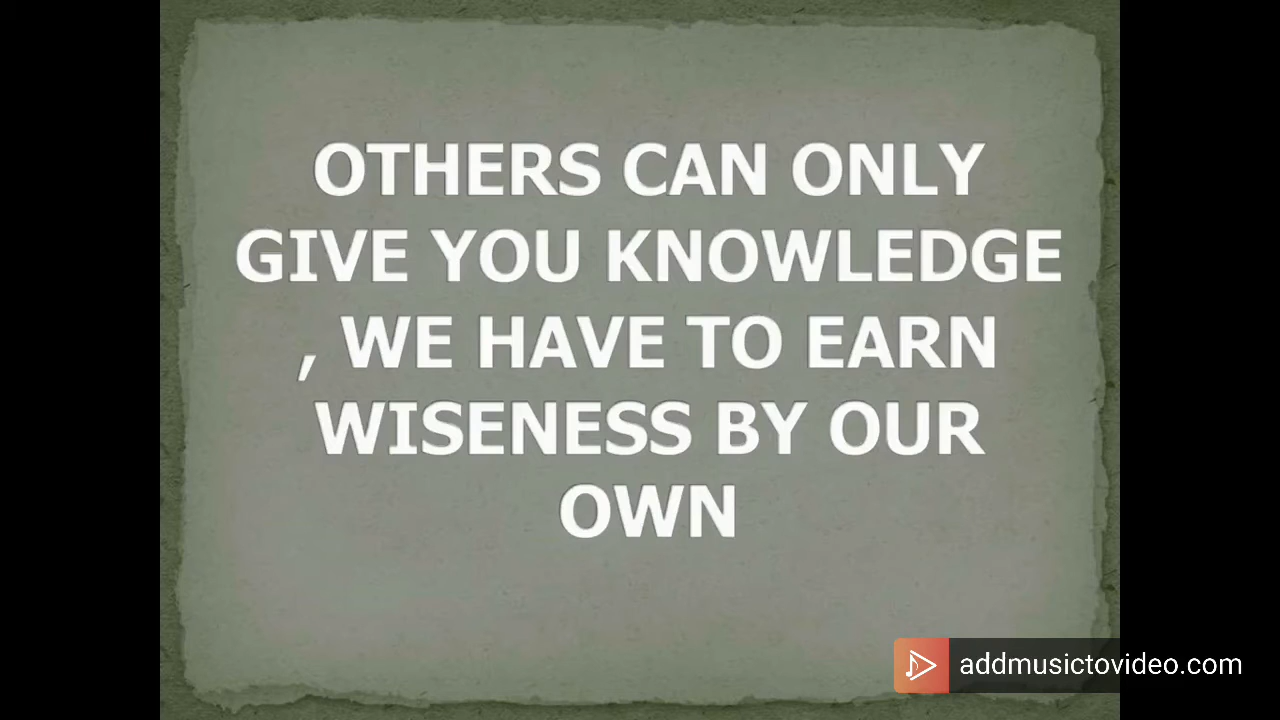 OTHERS CAN ONLY
GIVE YOU KNOWLEDGE
, WE HAVE TO EARN
WISENESS BY OUR
OWN
addmusictovideo.com